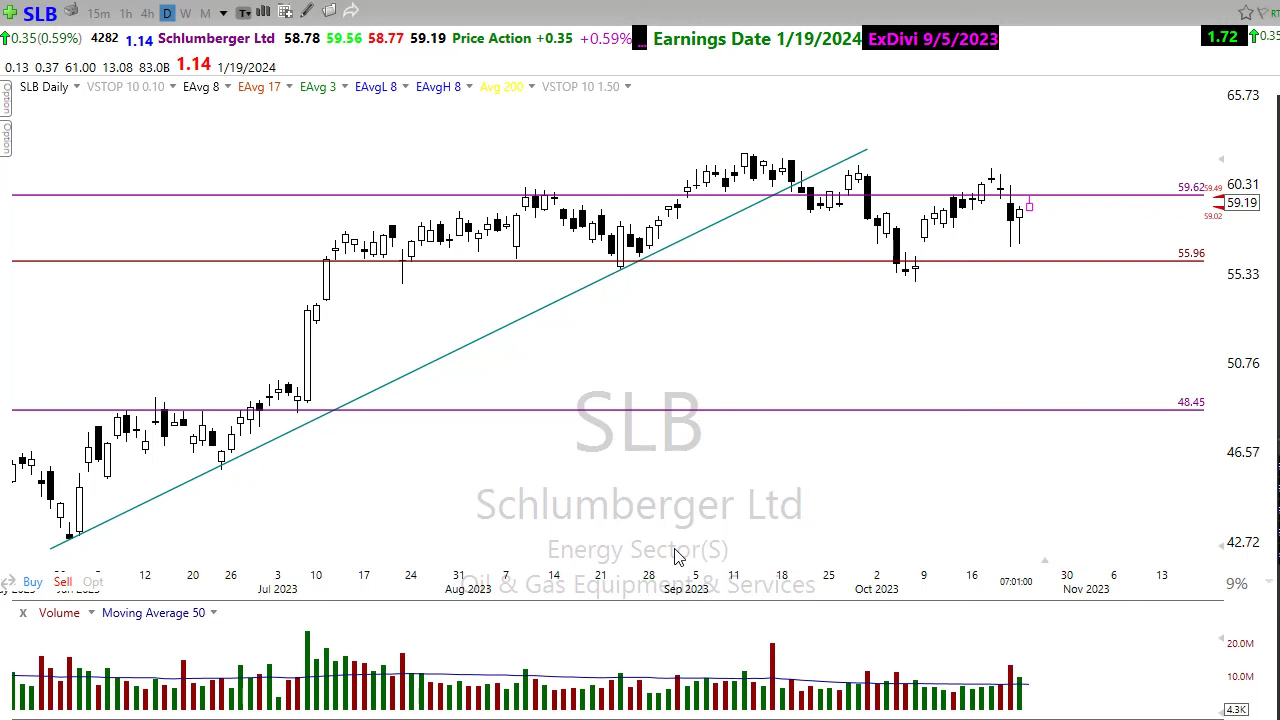 SLB 15m 1h 4h D W M T
0.35(0.59%) 4282 1.14 Schlumberger Ltd 58.78 59.56 58.77 59.19 Price Action +0.35 +0.59% ... Earnings Date 1/19/2024 ExDivi 9/5/2023 1.72 0.35
0.13 0.37 61.00 13.08 83.0B 1.14 1/19/2024
SLB Daily VSTOP 10 0.10 EAvg 8 EAvg 17 EAvg 3 EAvgL 8 EAvgH 8 Avg 200 VSTOP 10 1.50
Option
Option
65.73
59.62 59.49 60.31
59.19
59.02
55.96
55.33
50.76
48.45
46.57
42.72
SLB
Schlumberger Ltd
Energy Sector(S)
Oil & Gas Equipment & Services
Buy Sell Opt
12 20 26 3 10 17 24 31 7 14 21 28 5 11 18 25 2 9 16 07:01:00 30 6 13
Jul 2023 Aug 2023 Sep 2023 Oct 2023 Nov 2023
9%
X Volume Moving Average 50
20.0M
10.0M
4.3K